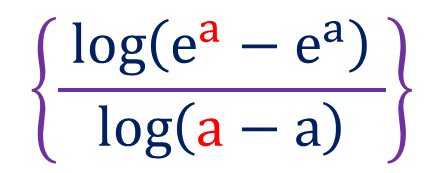 {log(eᵃ − eᵃ)
log(a − a)}